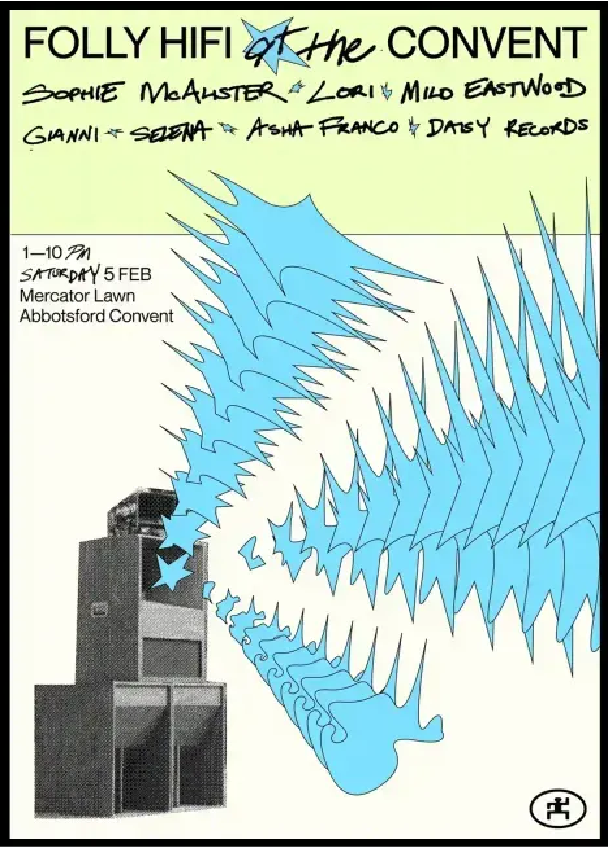 FOLLY HIFI at the CONVENT
SOPHIE McALISTER LORI MILO EASTWOOD
GIANNI SELENA ASHA FRANCO DAISY RECORDS
1—10 PM
SATURDAY 5 FEB
Mercator Lawn
Abbotsford Convent